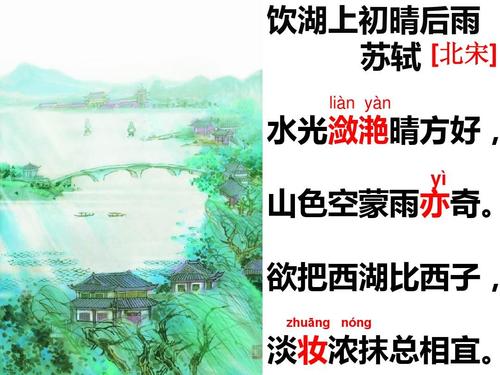 饮湖上初晴后雨
苏轼 [北宋]
liàn yàn
水光潋滟晴方好，
yì
山色空蒙雨亦奇。
欲把西湖比西子，
zhuāng nóng
淡妆浓抹总相宜。